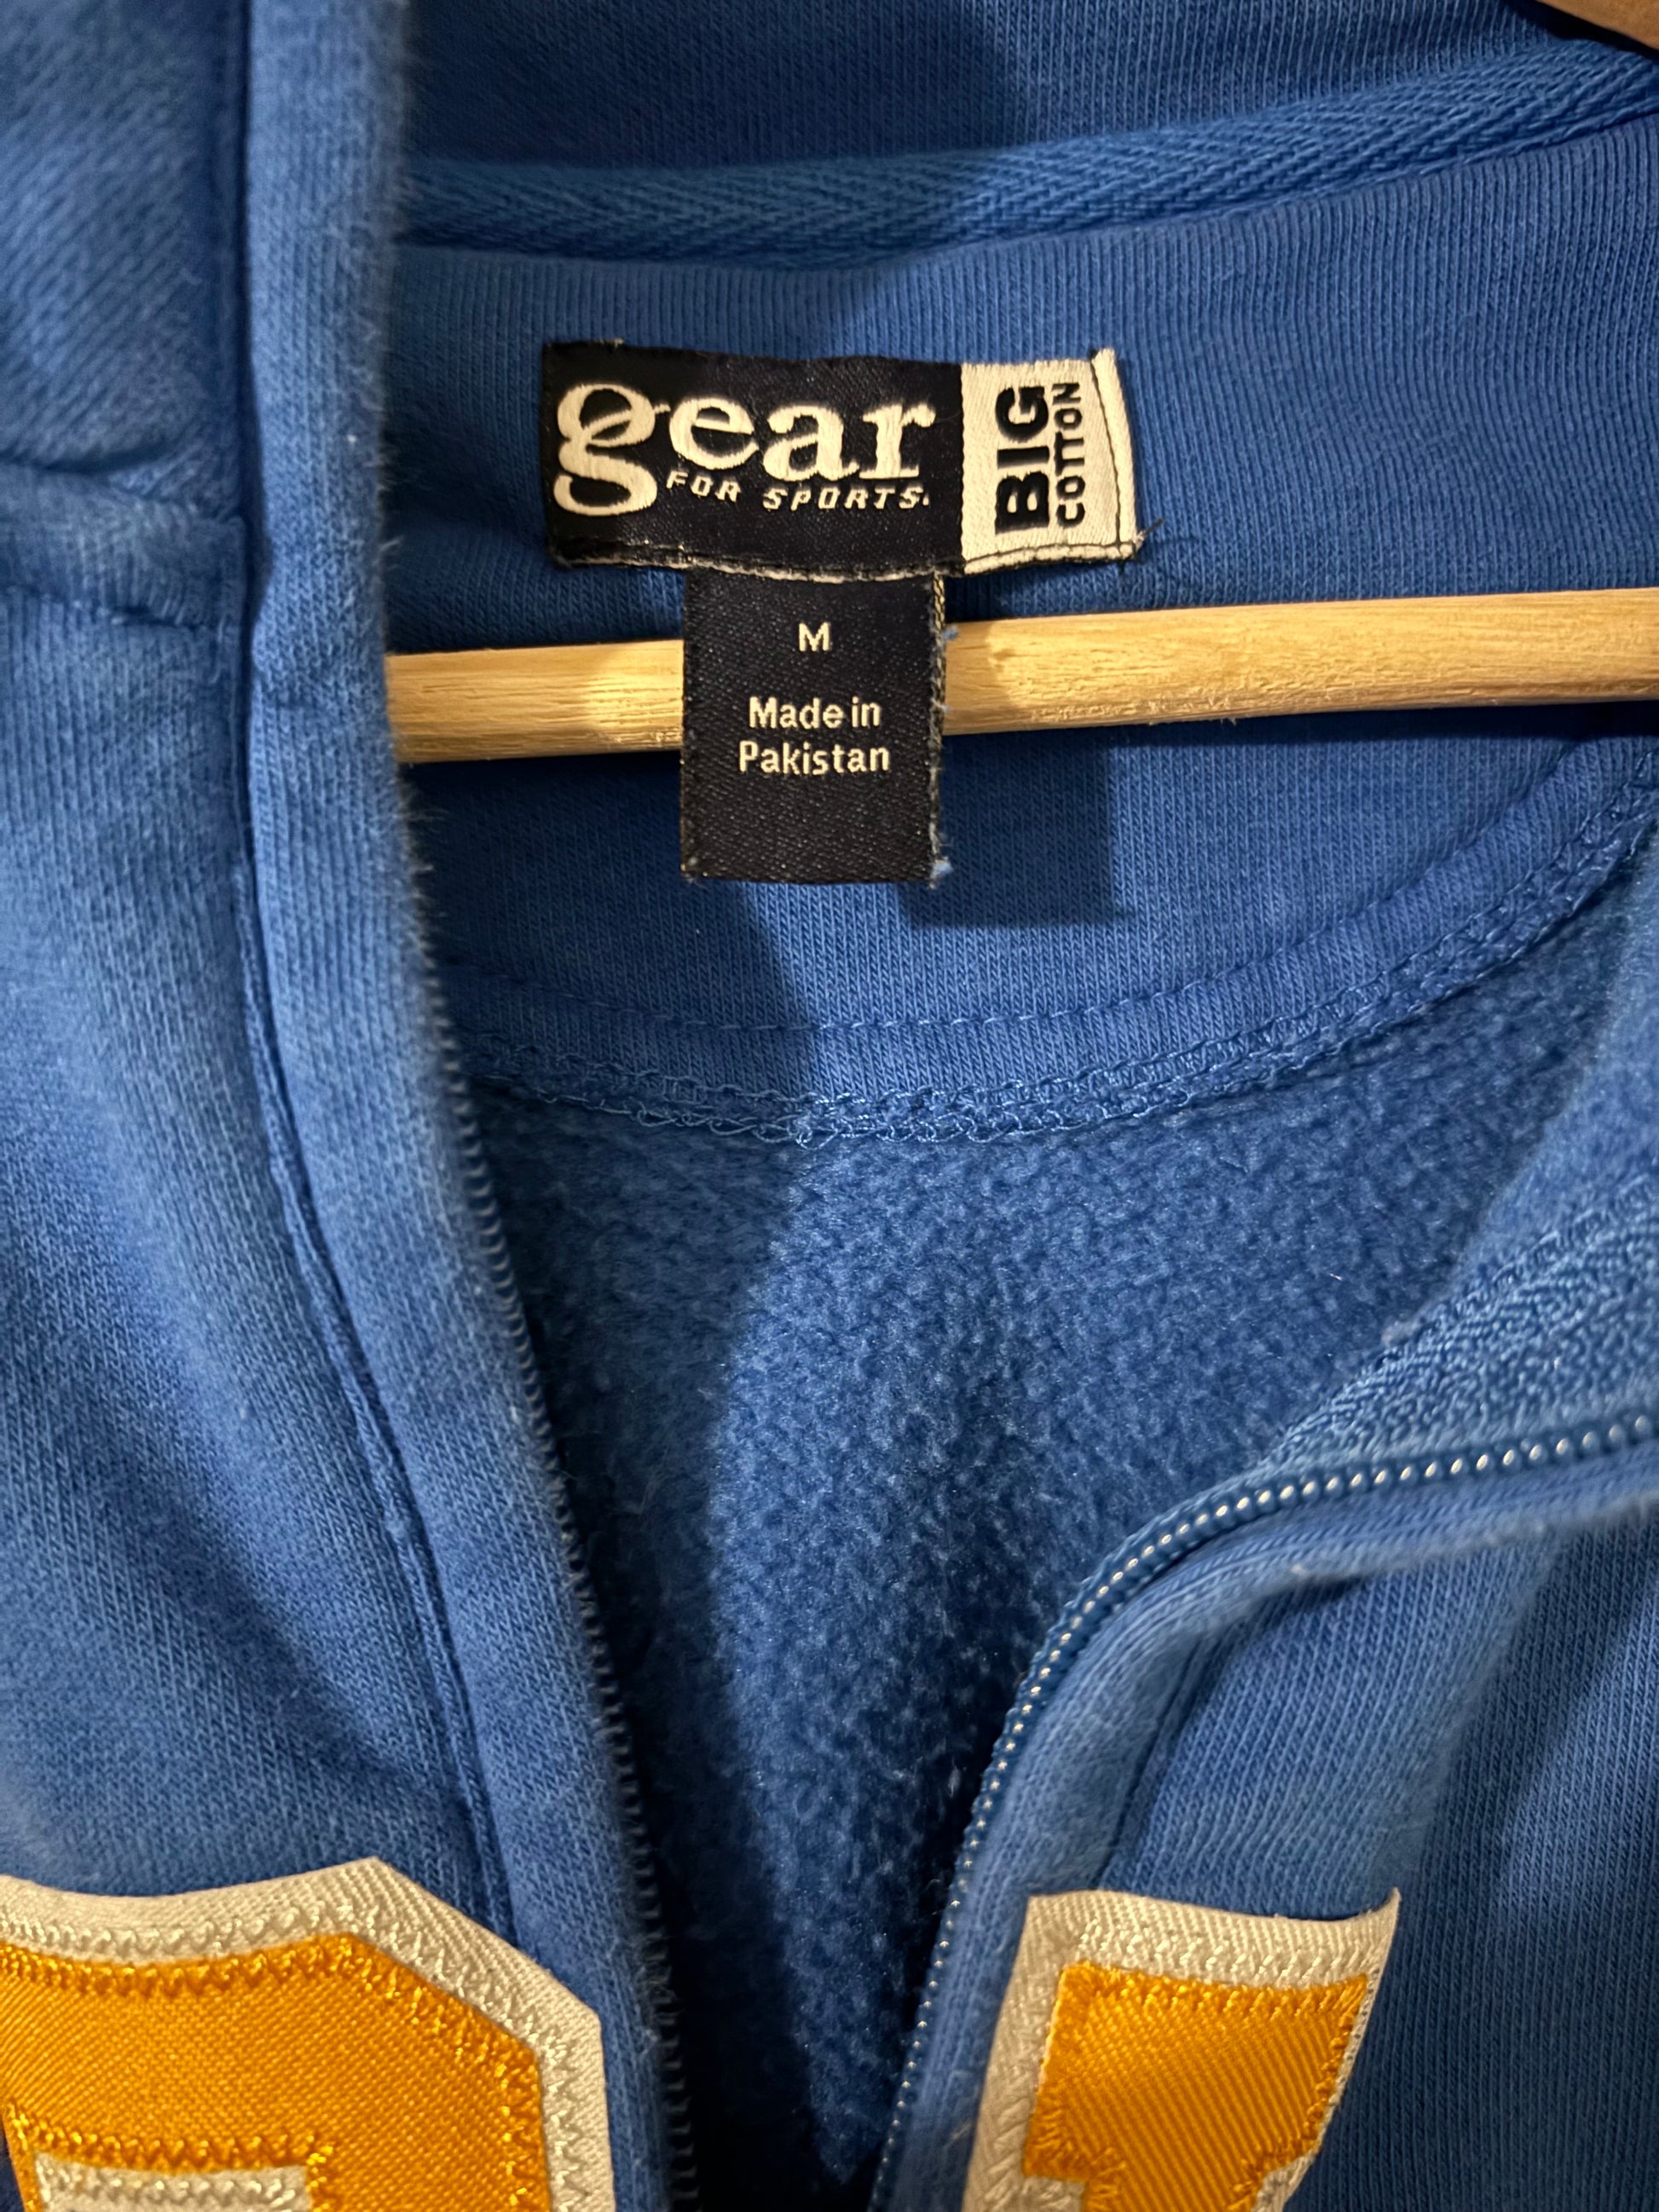 gear
FOR SPORTS.
BIG
COTTON
M
Made in
Pakistan